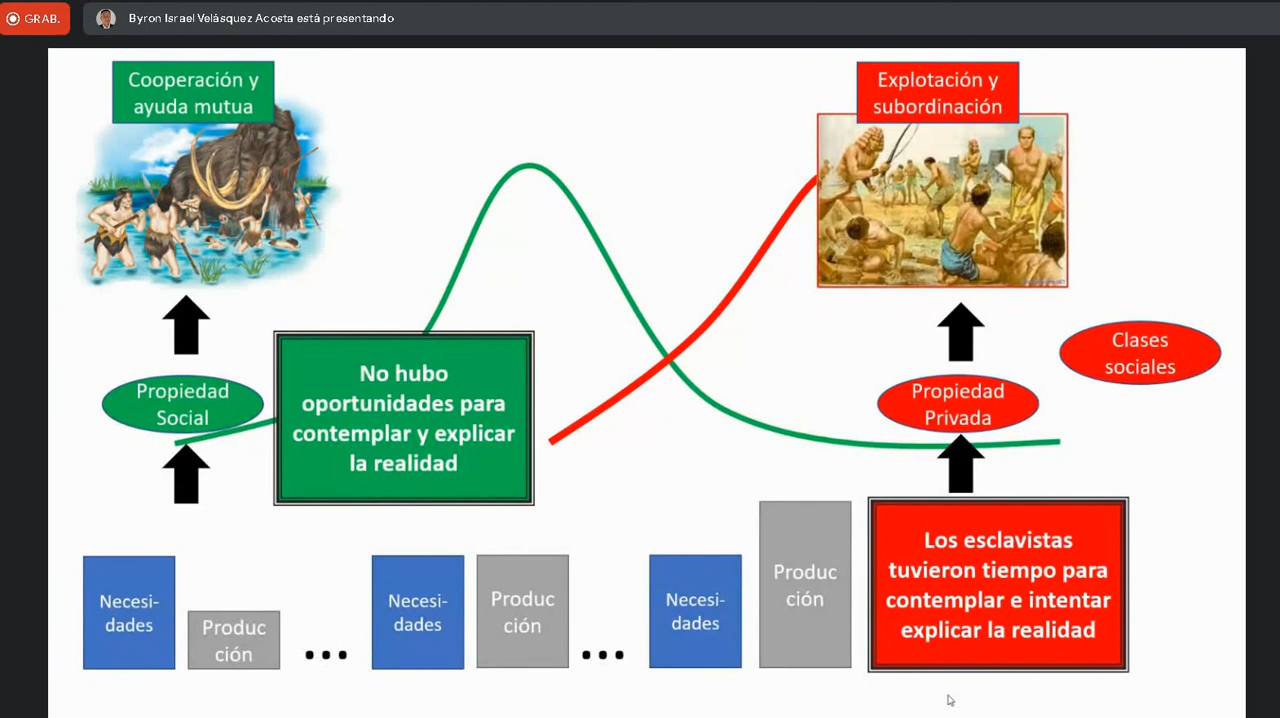 GRAB.
Byron Israel Velásquez Acosta está presentando
Cooperación y
ayuda mutua
Explotación y
subordinación
No hubo
oportunidades para
contemplar y explicar
la realidad
Propiedad
Social
Clases
sociales
Propiedad
Privada
Necesi-
dades
Produc
ción
...
Necesi-
dades
Produc
ción
...
Necesi-
dades
Produc
ción
Los esclavistas
tuvieron tiempo para
contemplar e intentar
explicar la realidad